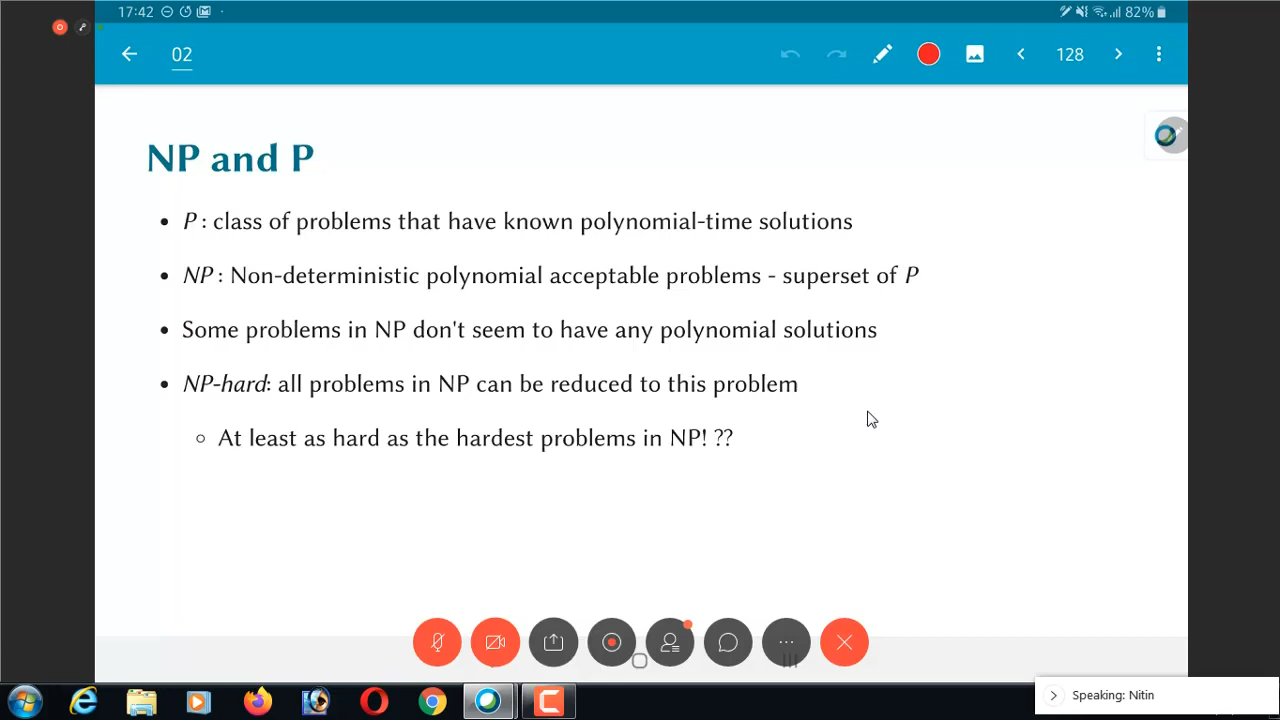 17:42
82%
02
128
NP and P
• P : class of problems that have known polynomial-time solutions
• NP : Non-deterministic polynomial acceptable problems - superset of P
• Some problems in NP don't seem to have any polynomial solutions
• NP-hard: all problems in NP can be reduced to this problem
○ At least as hard as the hardest problems in NP! ??
Speaking: Nitin